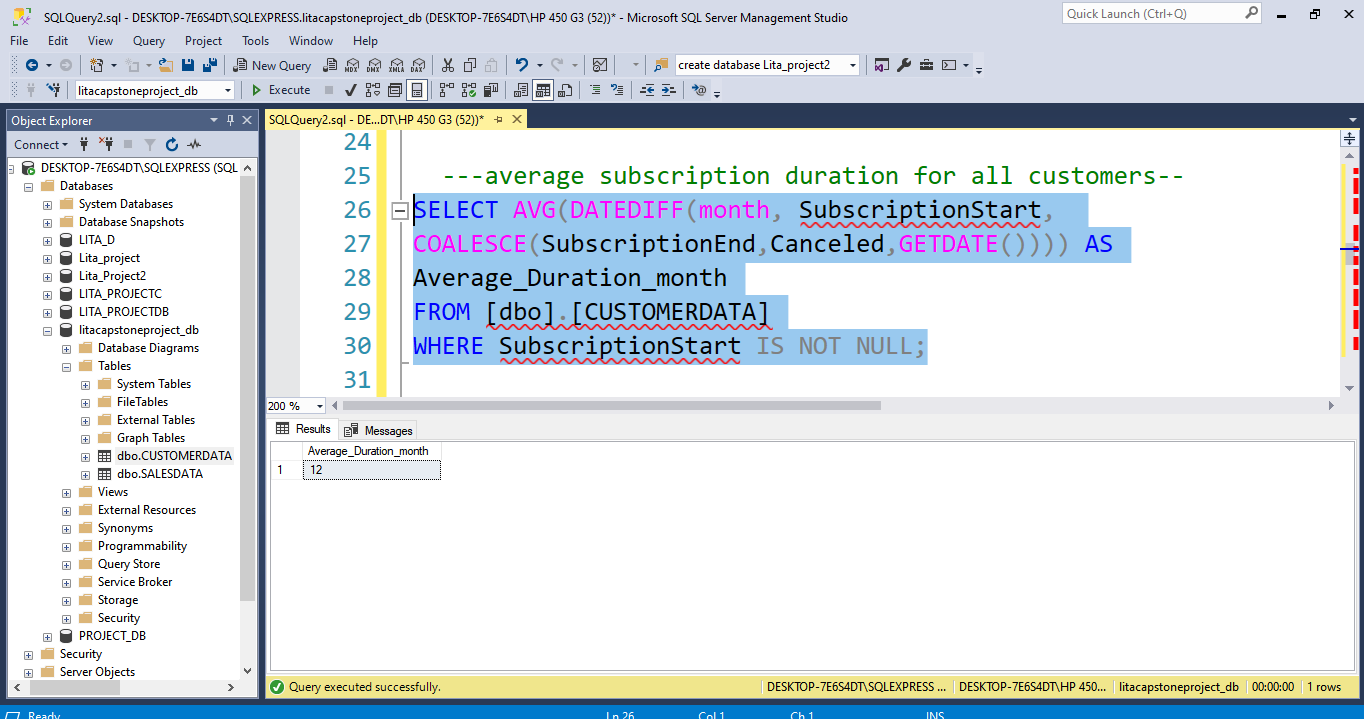 SQLQuery2.sql - DESKTOP-7E6S4DT\SQLEXPRESS.litacapstoneproject_db (DESKTOP-7E6S4DT\HP 450 G3 (52))* - Microsoft SQL Server Management Studio
Quick Launch (Ctrl+Q)
File Edit View Query Project Tools Window Help
New Query MDX DMX XMLA DAX create database Lita_project2
litacapstoneproject_db Execute
Object Explorer
SQLQuery2.sql - DE...DT\HP 450 G3 (52))*
Connect
DESKTOP-7E6S4DT\SQLEXPRESS (SQL
Databases
System Databases
Database Snapshots
LITA_D
Lita_project
Lita_Project2
LITA_PROJECTC
LITA_PROJECTDB
litacapstoneproject_db
Database Diagrams
Tables
System Tables
FileTables
External Tables
Graph Tables
dbo.CUSTOMERDATA
dbo.SALESDATA
Views
External Resources
Synonyms
Programmability
Query Store
Service Broker
Storage
Security
PROJECT_DB
Security
Server Objects
24
25 ---average subscription duration for all customers--
26 SELECT AVG(DATEDIFF(month, SubscriptionStart,
27 COALESCE(SubscriptionEnd,Canceled,GETDATE()))) AS
28 Average_Duration_month
29 FROM [dbo].[CUSTOMERDATA]
30 WHERE SubscriptionStart IS NOT NULL;
31
200 %
Results Messages
Average_Duration_month
1 12
Query executed successfully. DESKTOP-7E6S4DT\SQLEXPRESS ... DESKTOP-7E6S4DT\HP 450... litacapstoneproject_db 00:00:00 1 rows
Ready Ln 26 Col 1 Ch 1 INS